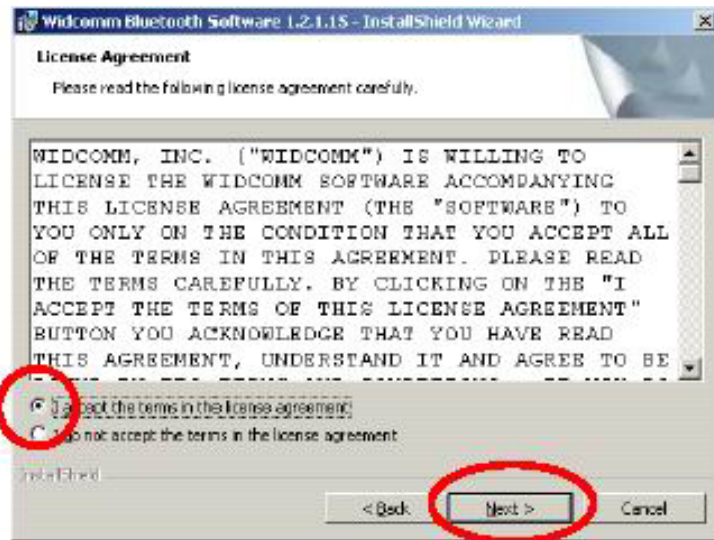 Widcomm Bluetooth Software 1.2.1.15 - InstallShield Wizard
License Agreement
Please read the following license agreement carefully.
WIDCOMM, INC. ("WIDCOMM") IS WILLING TO
LICENSE THE WIDCOMM SOFTWARE ACCOMPANYING
THIS LICENSE AGREEMENT (THE "SOFTWARE") TO
YOU ONLY ON THE CONDITION THAT YOU ACCEPT ALL
OF THE TERMS IN THIS AGREEMENT. PLEASE READ
THE TERMS CAREFULLY. BY CLICKING ON THE "I
ACCEPT THE TERMS OF THIS LICENSE AGREEMENT"
BUTTON YOU ACKNOWLEDGE THAT YOU HAVE READ
THIS AGREEMENT, UNDERSTAND IT AND AGREE TO BE
I accept the terms in the license agreement
I do not accept the terms in the license agreement
InstallShield
< Back
Next >
Cancel